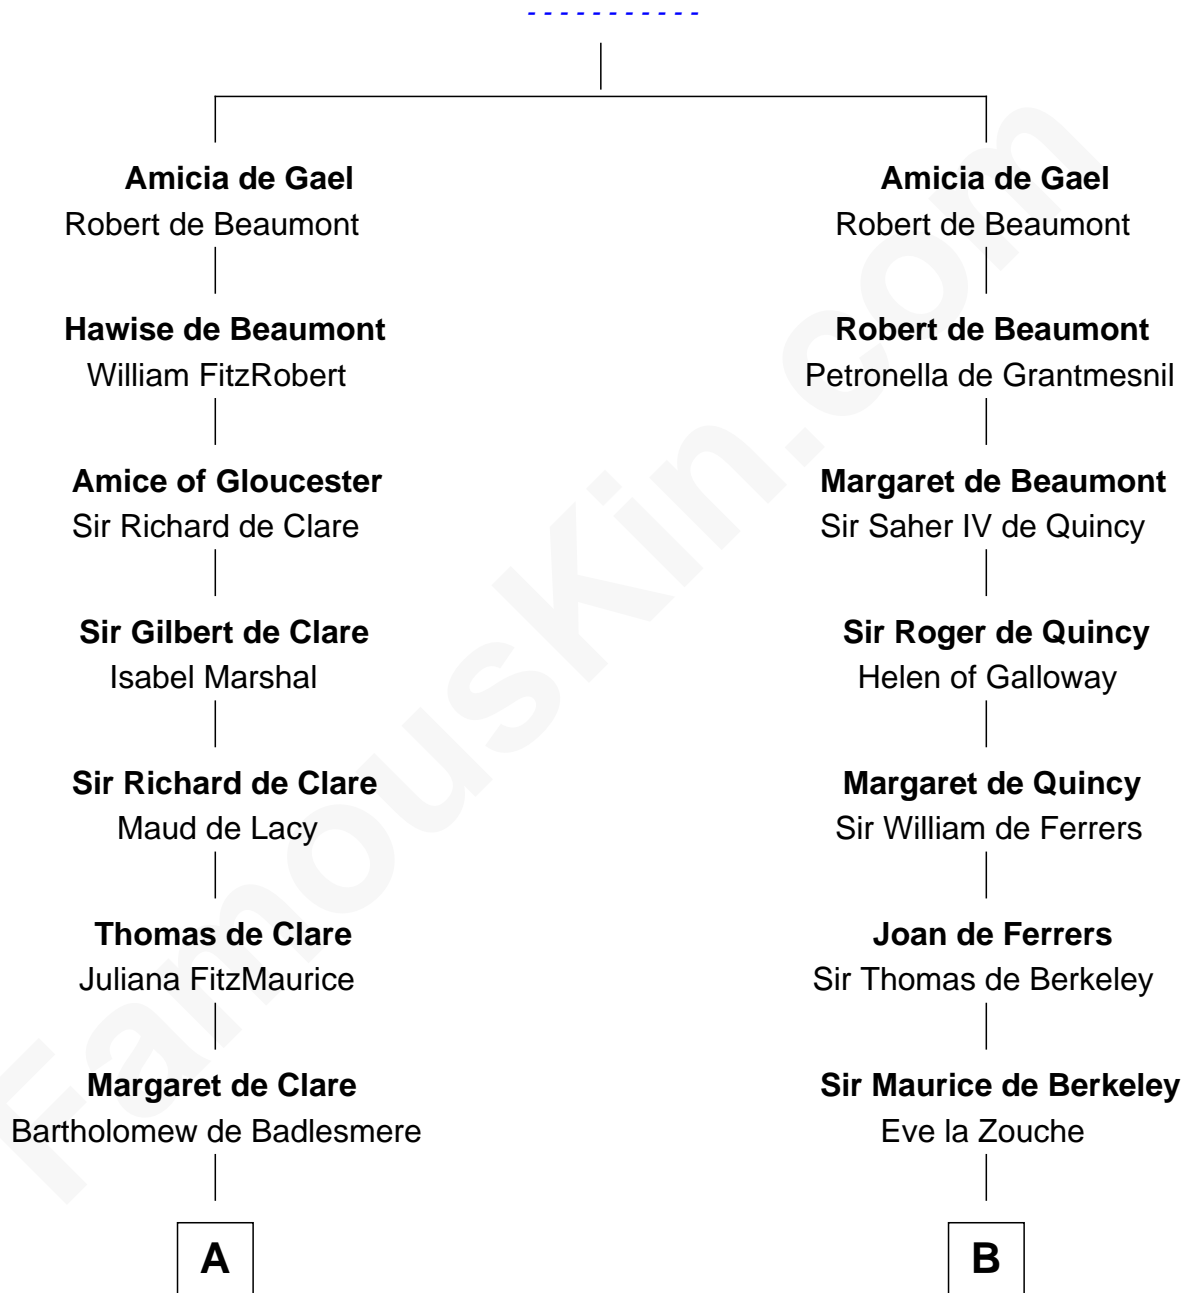 - - - - - - - - - - -
Amicia de Gael
Robert de Beaumont
Hawise de Beaumont
William FitzRobert
Amice of Gloucester
Sir Richard de Clare
Sir Gilbert de Clare
Isabel Marshal
Sir Richard de Clare
Maud de Lacy
Thomas de Clare
Juliana FitzMaurice
Margaret de Clare
Bartholomew de Badlesmere
A
Amicia de Gael
Robert de Beaumont
Robert de Beaumont
Petronella de Grantmesnil
Margaret de Beaumont
Sir Saher IV de Quincy
Sir Roger de Quincy
Helen of Galloway
Margaret de Quincy
Sir William de Ferrers
Joan de Ferrers
Sir Thomas de Berkeley
Sir Maurice de Berkeley
Eve la Zouche
B
FamousKin.com